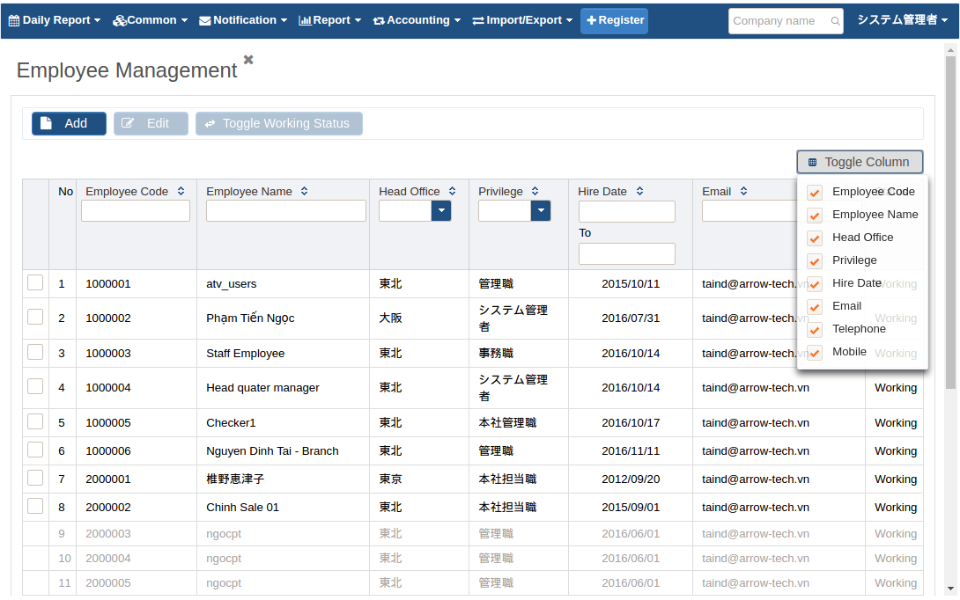 Daily Report Common Notification Report Accounting Import/Export Register Company name システム管理者
Employee Management
Add Edit Toggle Working Status
Toggle Column
No Employee Code Employee Name Head Office Privilege Hire Date Email
To
Employee Code
Employee Name
Head Office
Privilege
Hire Date
Email
Telephone
Mobile
1 1000001 atv_users 東北 管理職 2015/10/11 taind@arrow-tech.vn Working
2 1000002 Phạm Tiến Ngọc 大阪 システム管理者 2016/07/31 taind@arrow-tech.vn Working
3 1000003 Staff Employee 東北 事務職 2016/10/14 taind@arrow-tech.vn Working
4 1000004 Head quater manager 東北 システム管理者 2016/10/14 taind@arrow-tech.vn Working
5 1000005 Checker1 東北 本社管理職 2016/10/17 taind@arrow-tech.vn Working
6 1000006 Nguyen Dinh Tai - Branch 東北 管理職 2016/11/11 taind@arrow-tech.vn Working
7 2000001 椎野恵津子 東京 本社担当職 2012/09/20 taind@arrow-tech.vn Working
8 2000002 Chinh Sale 01 東北 本社担当職 2015/09/01 taind@arrow-tech.vn Working
9 2000003 ngocpt 東北 管理職 2016/06/01 taind@arrow-tech.vn Working
10 2000004 ngocpt 東北 管理職 2016/06/01 taind@arrow-tech.vn Working
11 2000005 ngocpt 東北 管理職 2016/06/01 taind@arrow-tech.vn Working